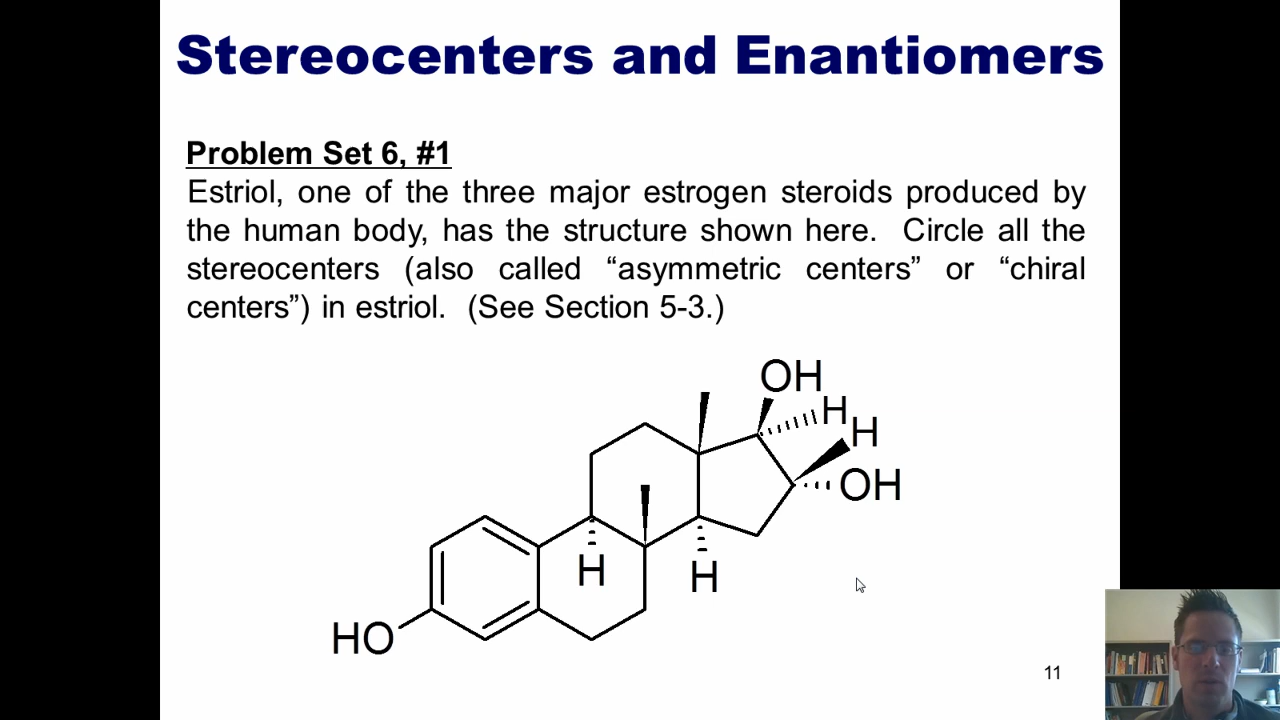 Stereocenters and Enantiomers
Problem Set 6, #1
Estriol, one of the three major estrogen steroids produced by
the human body, has the structure shown here. Circle all the
stereocenters (also called “asymmetric centers” or “chiral
centers”) in estriol. (See Section 5-3.)
OH
H
H
OH
H
H
HO
11